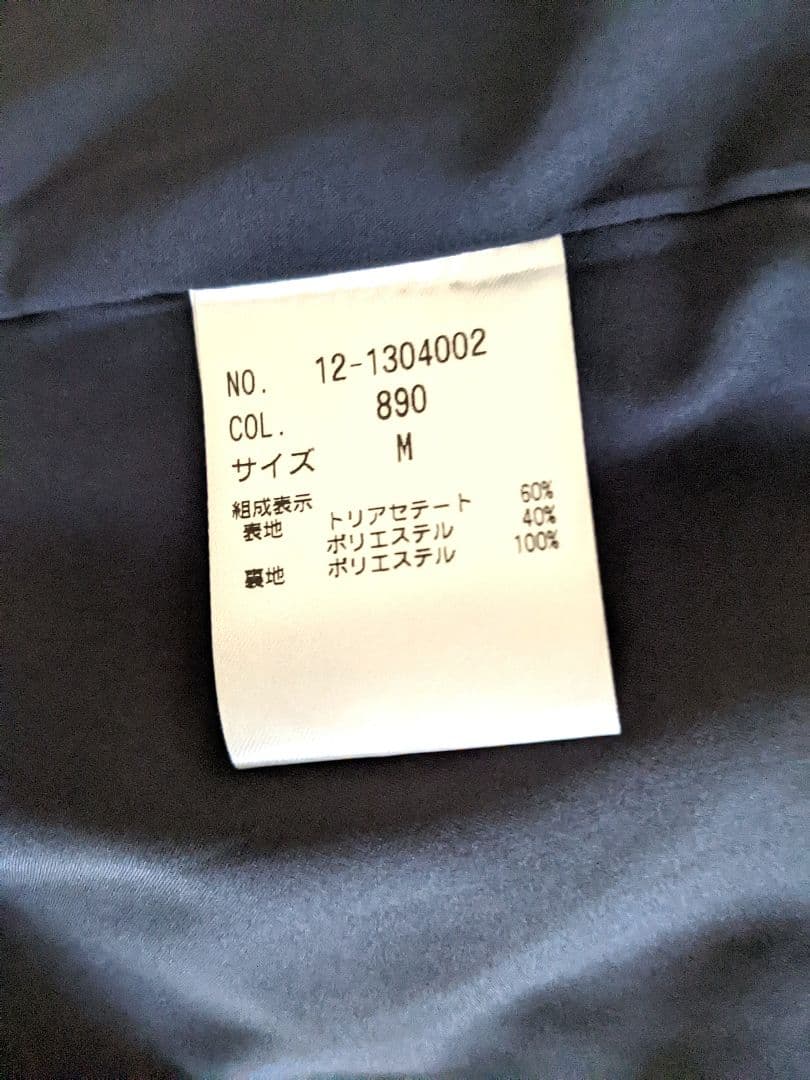 NO. 12-1304002
COL. 890
サイズ M
組成表示
表地 トリアセテート 60%
ポリエステル 40%
裏地 ポリエステル 100%